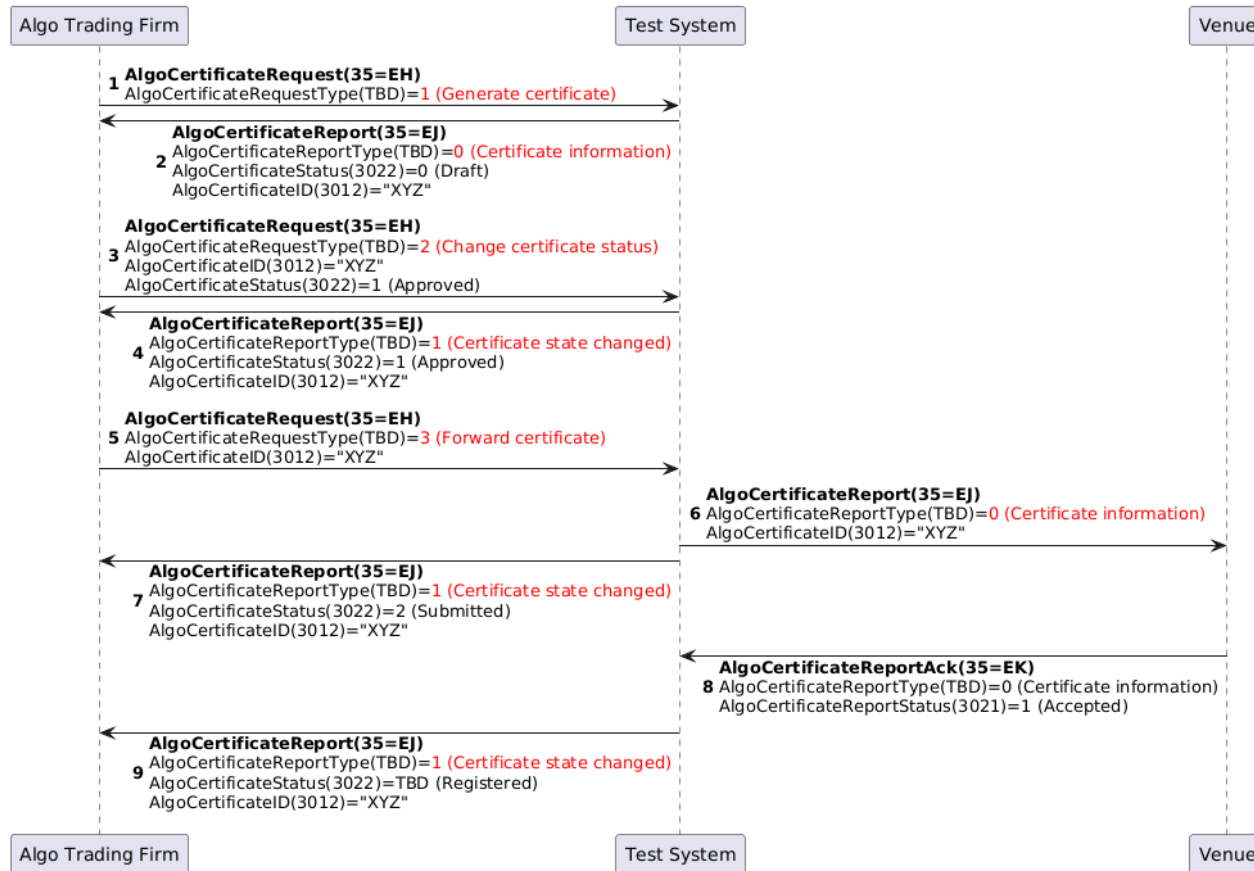 Algo Trading Firm
Test System
Venue
1
AlgoCertificateRequest(35=EH)
AlgoCertificateRequestType(TBD)=1 (Generate certificate)
AlgoCertificateReport(35=EJ)
2
AlgoCertificateReportType(TBD)=0 (Certificate information)
AlgoCertificateStatus(3022)=0 (Draft)
AlgoCertificateID(3012)="XYZ"
AlgoCertificateRequest(35=EH)
3
AlgoCertificateRequestType(TBD)=2 (Change certificate status)
AlgoCertificateID(3012)="XYZ"
AlgoCertificateStatus(3022)=1 (Approved)
AlgoCertificateReport(35=EJ)
4
AlgoCertificateReportType(TBD)=1 (Certificate state changed)
AlgoCertificateStatus(3022)=1 (Approved)
AlgoCertificateID(3012)="XYZ"
AlgoCertificateRequest(35=EH)
5 AlgoCertificateRequestType(TBD)=3 (Forward certificate)
AlgoCertificateID(3012)="XYZ"
AlgoCertificateReport(35=EJ)
6 AlgoCertificateReportType(TBD)=0 (Certificate information)
AlgoCertificateID(3012)="XYZ"
AlgoCertificateReport(35=EJ)
7
AlgoCertificateReportType(TBD)=1 (Certificate state changed)
AlgoCertificateStatus(3022)=2 (Submitted)
AlgoCertificateID(3012)="XYZ"
AlgoCertificateReportAck(35=EK)
8 AlgoCertificateReportType(TBD)=0 (Certificate information)
AlgoCertificateReportStatus(3021)=1 (Accepted)
AlgoCertificateReport(35=EJ)
9
AlgoCertificateReportType(TBD)=1 (Certificate state changed)
AlgoCertificateStatus(3022)=TBD (Registered)
AlgoCertificateID(3012)="XYZ"
Algo Trading Firm
Test System
Venue